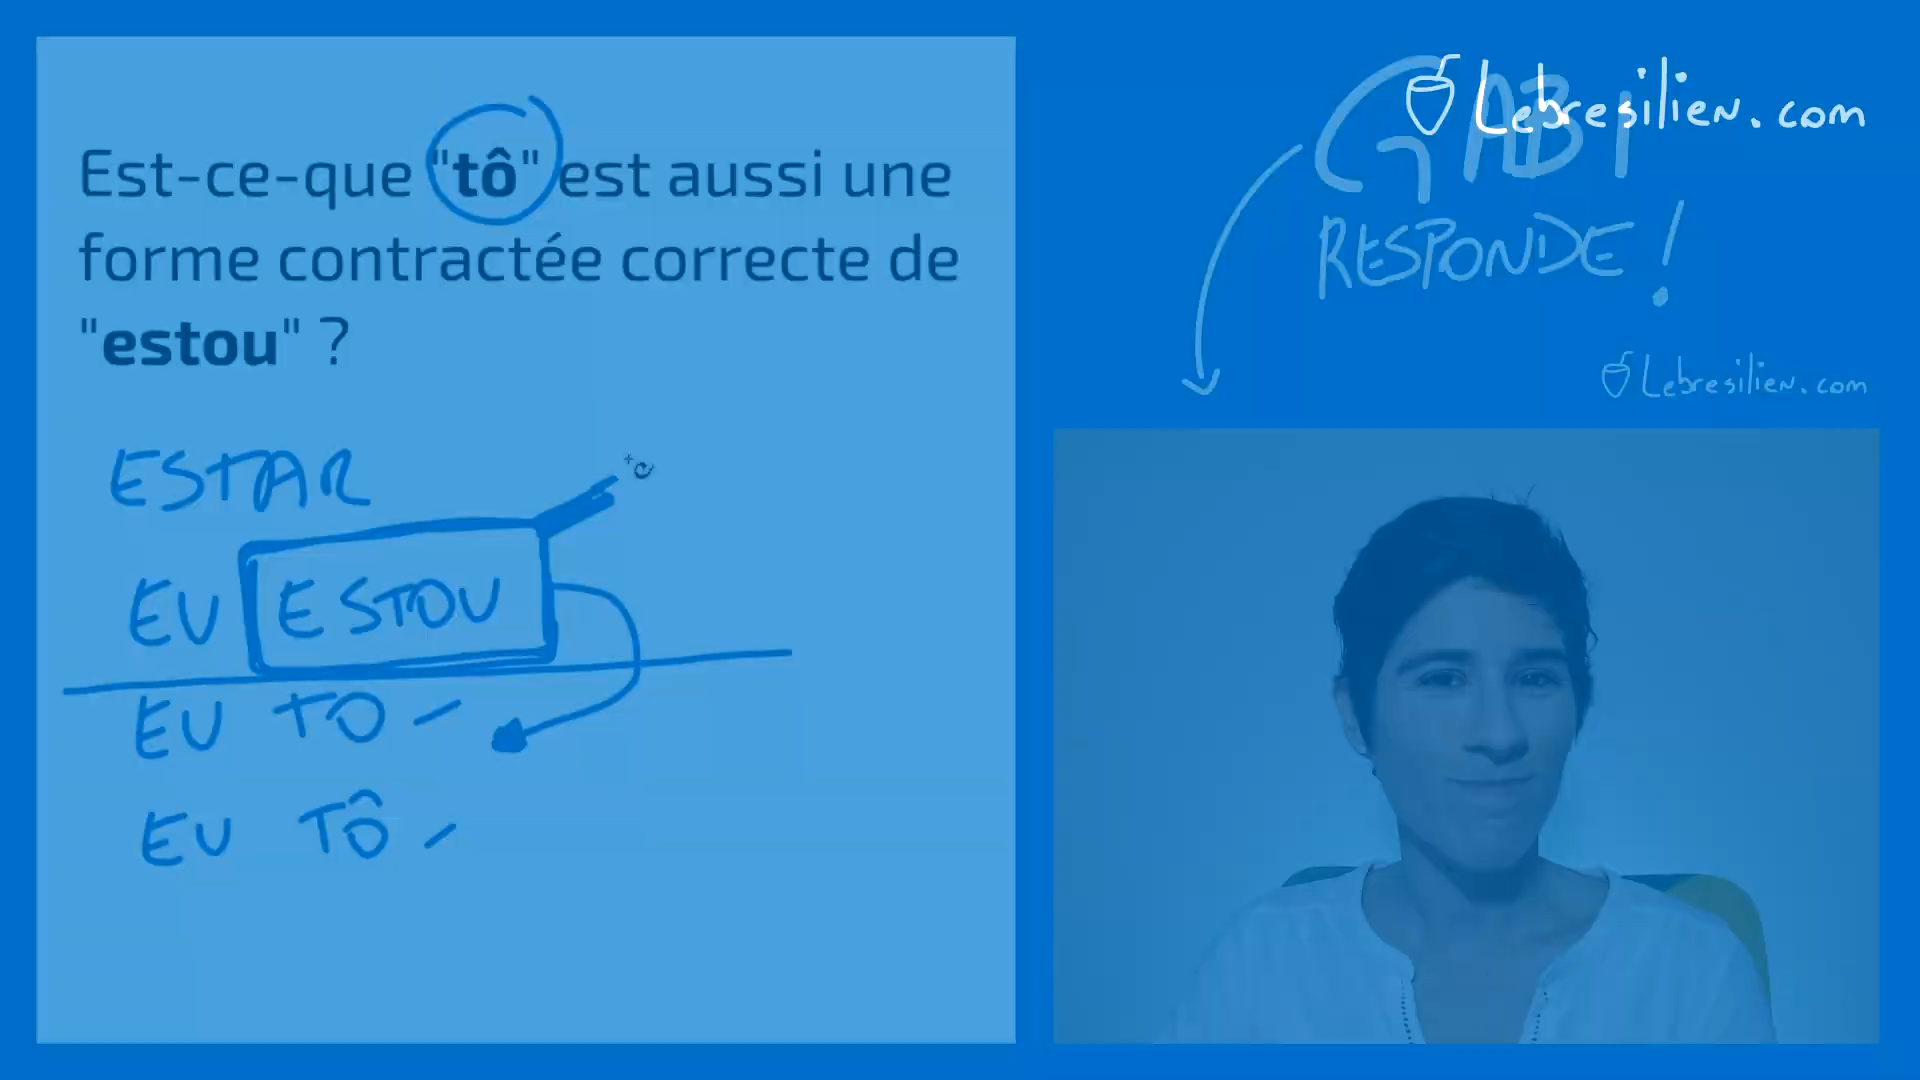 Est-ce-que "tô" est aussi une
forme contractée correcte de
"estou" ?
ESTAR
EU ESTOU
EU TO -
EU TÔ -
GABI
RESPONDE !
Lebresilien.com
Lebresilien.com